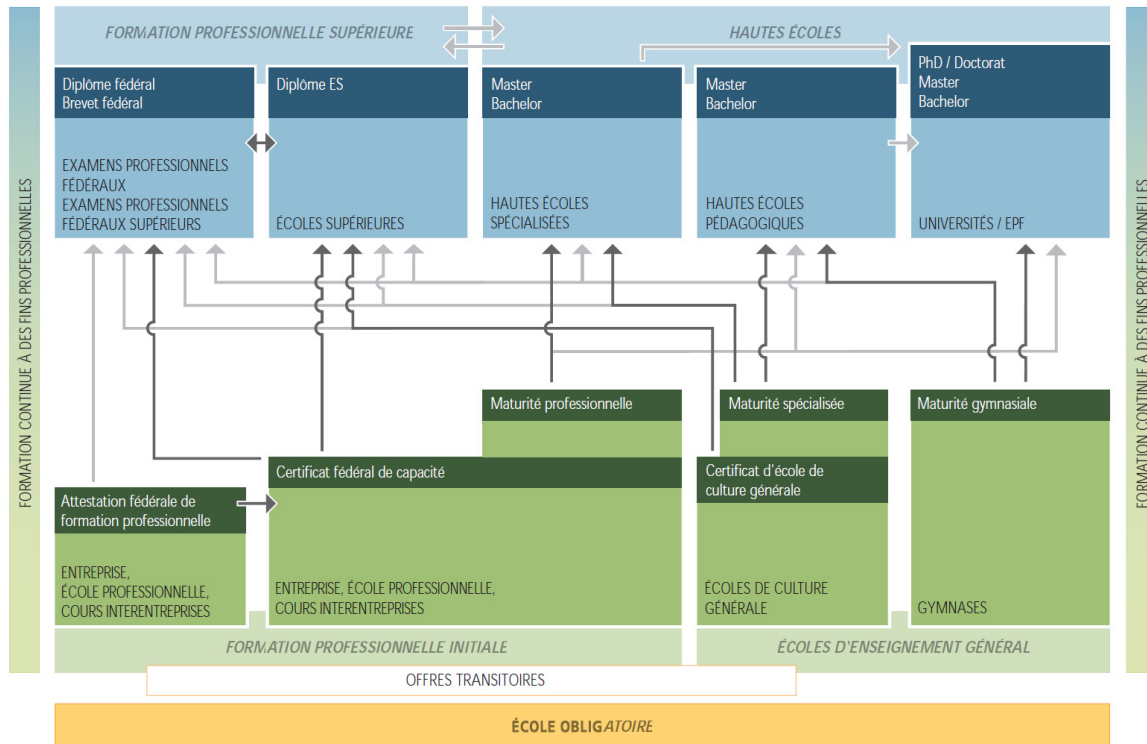 FORMATION PROFESSIONNELLE SUPÉRIEURE
HAUTES ÉCOLES
Diplôme fédéral
Brevet fédéral
Diplôme ES
Master
Bachelor
Master
Bachelor
PhD / Doctorat
Master
Bachelor
EXAMENS PROFESSIONNELS
FÉDÉRAUX
EXAMENS PROFESSIONNELS
FÉDÉRAUX SUPÉRIEURS
ÉCOLES SUPÉRIEURES
HAUTES ÉCOLES
SPÉCIALISÉES
HAUTES ÉCOLES
PÉDAGOGIQUES
UNIVERSITÉS / EPF
FORMATION CONTINUE À DES FINS PROFESSIONNELLES
FORMATION CONTINUE À DES FINS PROFESSIONNELLES
Maturité professionnelle
Maturité spécialisée
Maturité gymnasiale
Certificat fédéral de capacité
Certificat d'école de
culture générale
Attestation fédérale de
formation professionnelle
ENTREPRISE,
ÉCOLE PROFESSIONNELLE,
COURS INTERENTREPRISES
ENTREPRISE, ÉCOLE PROFESSIONNELLE,
COURS INTERENTREPRISES
ÉCOLES DE CULTURE
GÉNÉRALE
GYMNASES
FORMATION PROFESSIONNELLE INITIALE
ÉCOLES D'ENSEIGNEMENT GÉNÉRAL
OFFRES TRANSITOIRES
ÉCOLE OBLIGATOIRE